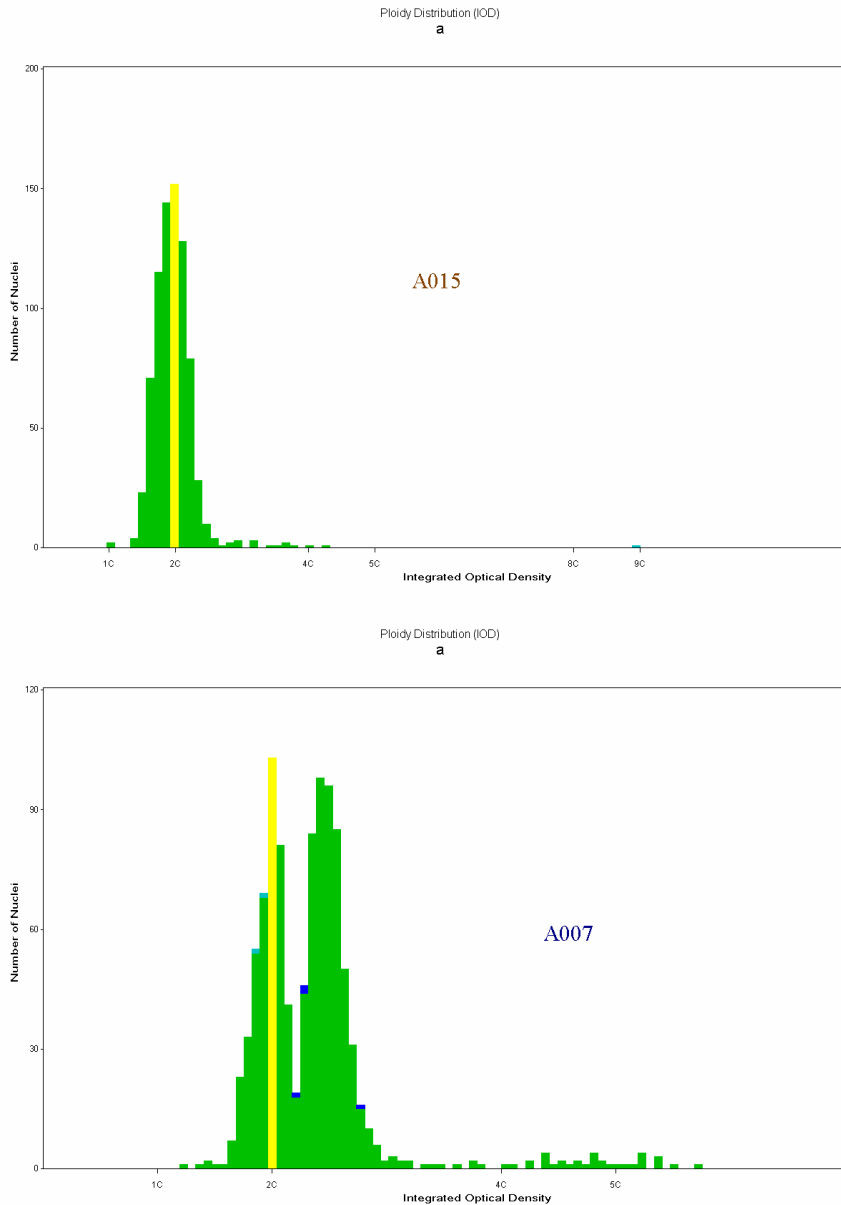 Ploidy Distribution (IOD)
a
200
150
A015
100
Number of Nuclei
50
0
1C 2C 4C 5C 8C 9C
Integrated Optical Density
Ploidy Distribution (IOD)
a
120
90
A007
60
Number of Nuclei
30
0
1C 2C 4C 5C
Integrated Optical Density